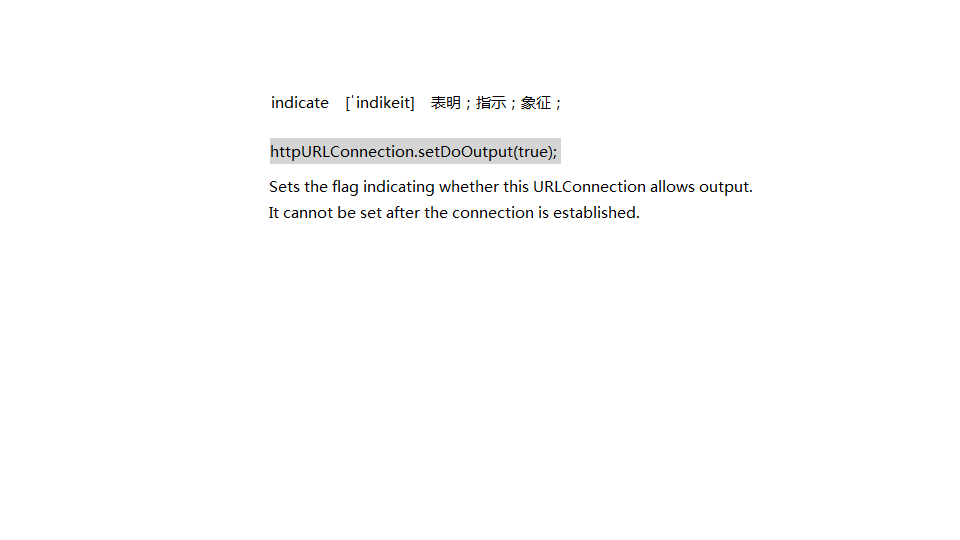 indicate [ˈindikeit] 表明；指示；象征；
httpURLConnection.setDoOutput(true);
Sets the flag indicating whether this URLConnection allows output.
It cannot be set after the connection is established.